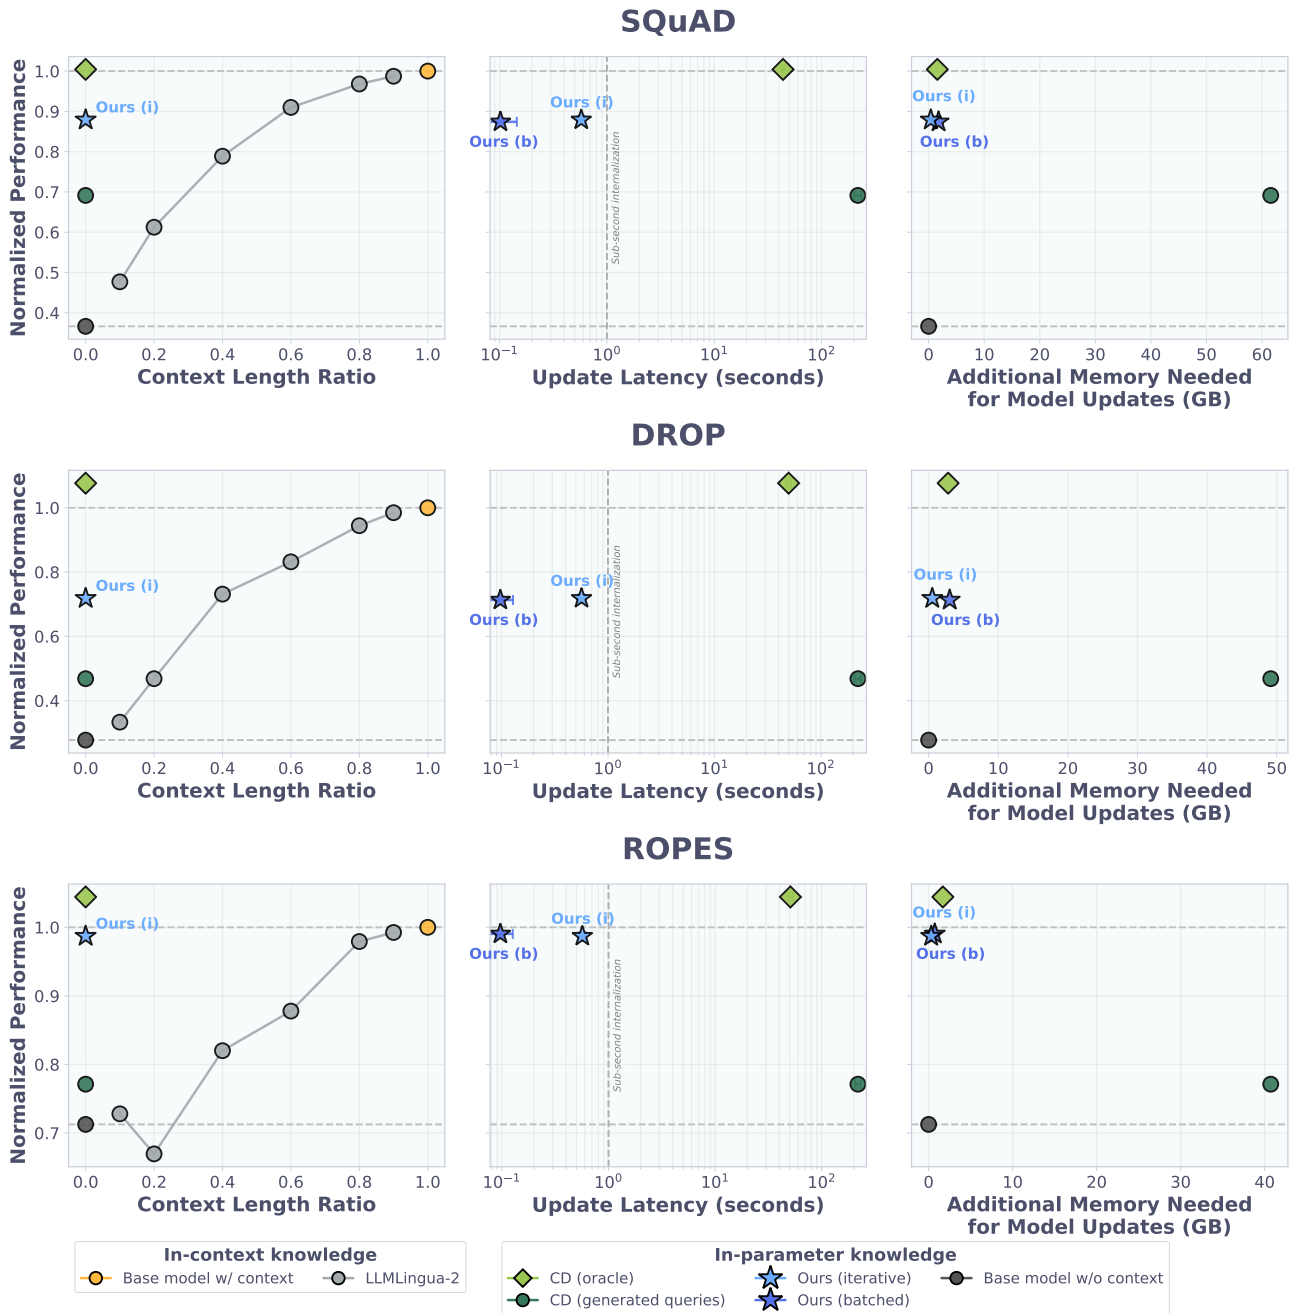 SQuAD
Normalized Performance
1.0
0.9
0.8
0.7
0.6
0.5
0.4
Ours (i)
0.0 0.2 0.4 0.6 0.8 1.0
Context Length Ratio
Ours (i)
Ours (b)
Sub-second internalization
10⁻¹ 10⁰ 10¹ 10²
Update Latency (seconds)
Ours (i)
Ours (b)
0 10 20 30 40 50 60
Additional Memory Needed
for Model Updates (GB)
DROP
Normalized Performance
1.0
0.8
0.6
0.4
Ours (i)
0.0 0.2 0.4 0.6 0.8 1.0
Context Length Ratio
Ours (i)
Ours (b)
Sub-second internalization
10⁻¹ 10⁰ 10¹ 10²
Update Latency (seconds)
Ours (i)
Ours (b)
0 10 20 30 40 50
Additional Memory Needed
for Model Updates (GB)
ROPES
Normalized Performance
1.0
0.9
0.8
0.7
Ours (i)
0.0 0.2 0.4 0.6 0.8 1.0
Context Length Ratio
Ours (i)
Ours (b)
Sub-second internalization
10⁻¹ 10⁰ 10¹ 10²
Update Latency (seconds)
Ours (i)
Ours (b)
0 10 20 30 40
Additional Memory Needed
for Model Updates (GB)
In-context knowledge
Base model w/ context LLMLingua-2
In-parameter knowledge
CD (oracle) Ours (iterative) Base model w/o context
CD (generated queries) Ours (batched)